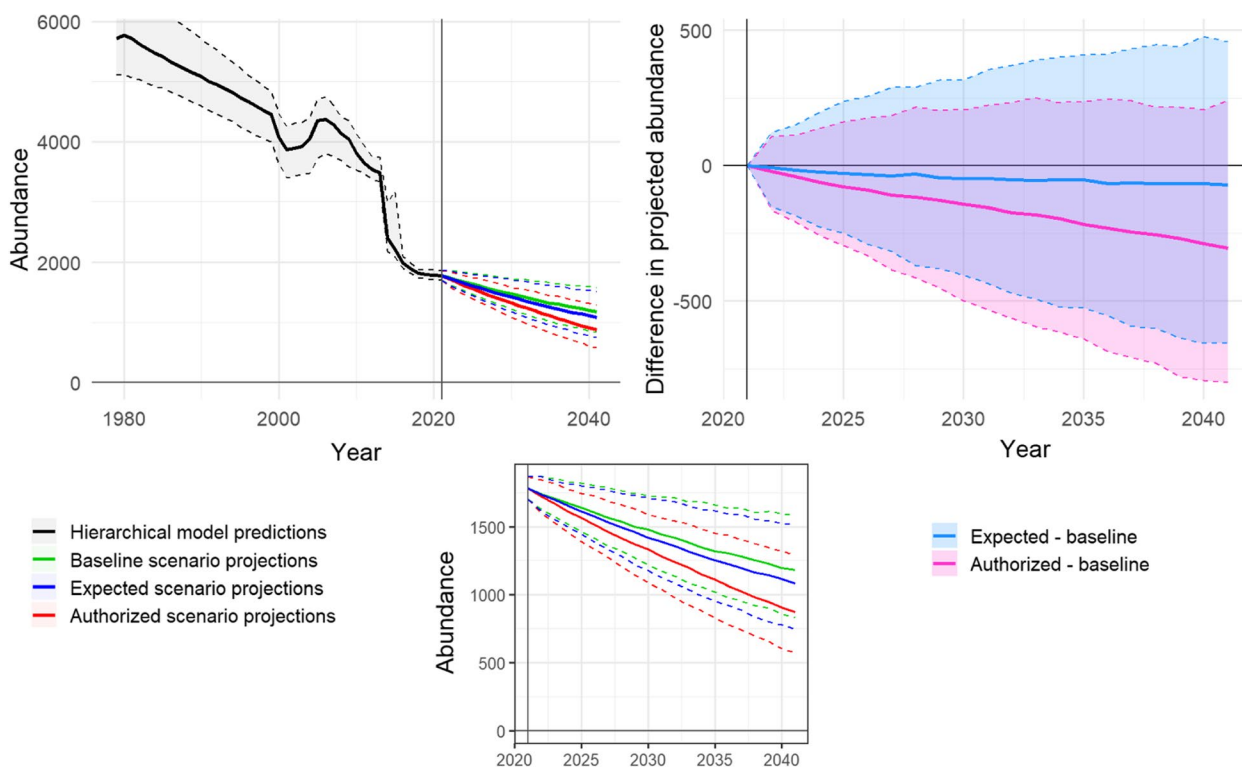 6000
4000
2000
0
Abundance
1980
2000
2020
2040
Year
500
0
-500
Difference in projected abundance
2020
2025
2030
2035
2040
Year
Hierarchical model predictions
Baseline scenario projections
Expected scenario projections
Authorized scenario projections
1500
1000
500
0
Abundance
2020
2025
2030
2035
2040
Expected - baseline
Authorized - baseline